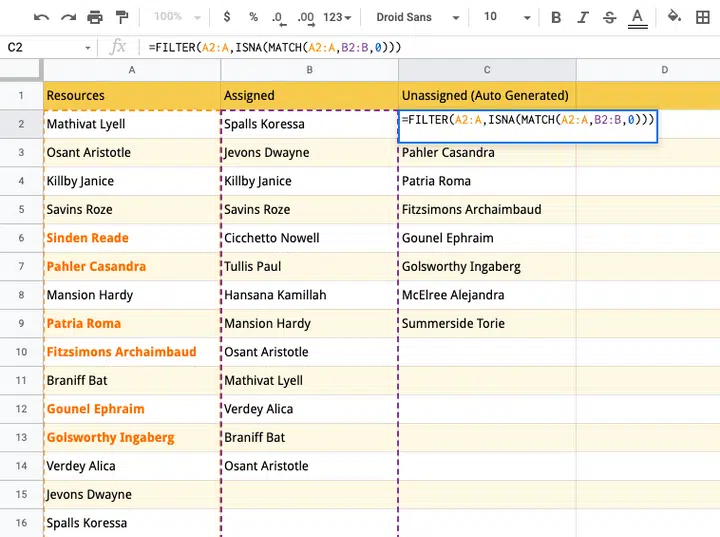 100% $ % .0 .00 123 Droid Sans 10 B I S A
C2 fx =FILTER(A2:A,ISNA(MATCH(A2:A,B2:B,0)))
A B C D
1 Resources Assigned Unassigned (Auto Generated)
2 Mathivat Lyell Spalls Koressa =FILTER(A2:A,ISNA(MATCH(A2:A,B2:B,0)))
3 Osant Aristotle Jevons Dwayne Pahler Casandra
4 Killby Janice Killby Janice Patria Roma
5 Savins Roze Savins Roze Fitzsimons Archaimbaud
6 Sinden Reade Cicchetto Nowell Gounel Ephraim
7 Pahler Casandra Tullis Paul Golsworthy Ingaberg
8 Mansion Hardy Hansana Kamillah McElree Alejandra
9 Patria Roma Mansion Hardy Summerside Torie
10 Fitzsimons Archaimbaud Osant Aristotle
11 Braniff Bat Mathivat Lyell
12 Gounel Ephraim Verdey Alica
13 Golsworthy Ingaberg Braniff Bat
14 Verdey Alica Osant Aristotle
15 Jevons Dwayne
16 Spalls Koressa